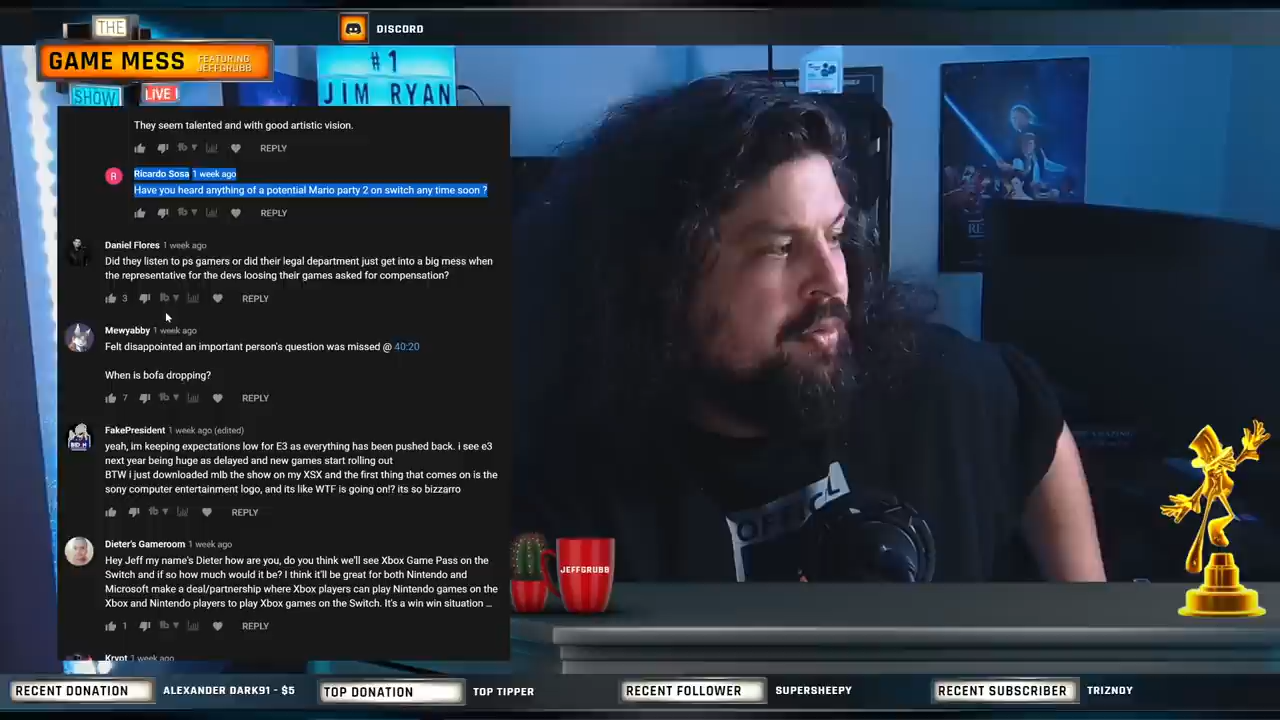 THE
GAME MESS
FEATURING
JEFFGRUBB
SHOW
LIVE!
DISCORD
#1
JIM RYAN
They seem talented and with good artistic vision.
REPLY
R
Ricardo Sosa 1 week ago
Have you heard anything of a potential Mario party 2 on switch any time soon ?
REPLY
Daniel Flores 1 week ago
Did they listen to ps gamers or did their legal department just get into a big mess when
the representative for the devs loosing their games asked for compensation?
3 REPLY
Mewyabby 1 week ago
Felt disappointed an important person's question was missed @ 40:20
When is bofa dropping?
7 REPLY
FakePresident 1 week ago (edited)
yeah, im keeping expectations low for E3 as everything has been pushed back. i see e3
next year being huge as delayed and new games start rolling out
BTW i just downloaded mlb the show on my XSX and the first thing that comes on is the
sony computer entertainment logo, and its like WTF is going on!? its so bizzarro
REPLY
Dieter's Gameroom 1 week ago
Hey Jeff my name's Dieter how are you, do you think we'll see Xbox Game Pass on the
Switch and if so how much would it be? I think it'll be great for both Nintendo and
Microsoft make a deal/partnership where Xbox players can play Nintendo games on the
Xbox and Nintendo players to play Xbox games on the Switch. It's a win win situation ...
1 REPLY
Krypt 1 week ago
JEFFGRUBB
RECENT DONATION
ALEXANDER DARK91 - $5
TOP DONATION
TOP TIPPER
RECENT FOLLOWER
SUPERSHEEPY
RECENT SUBSCRIBER
TRIZNOY